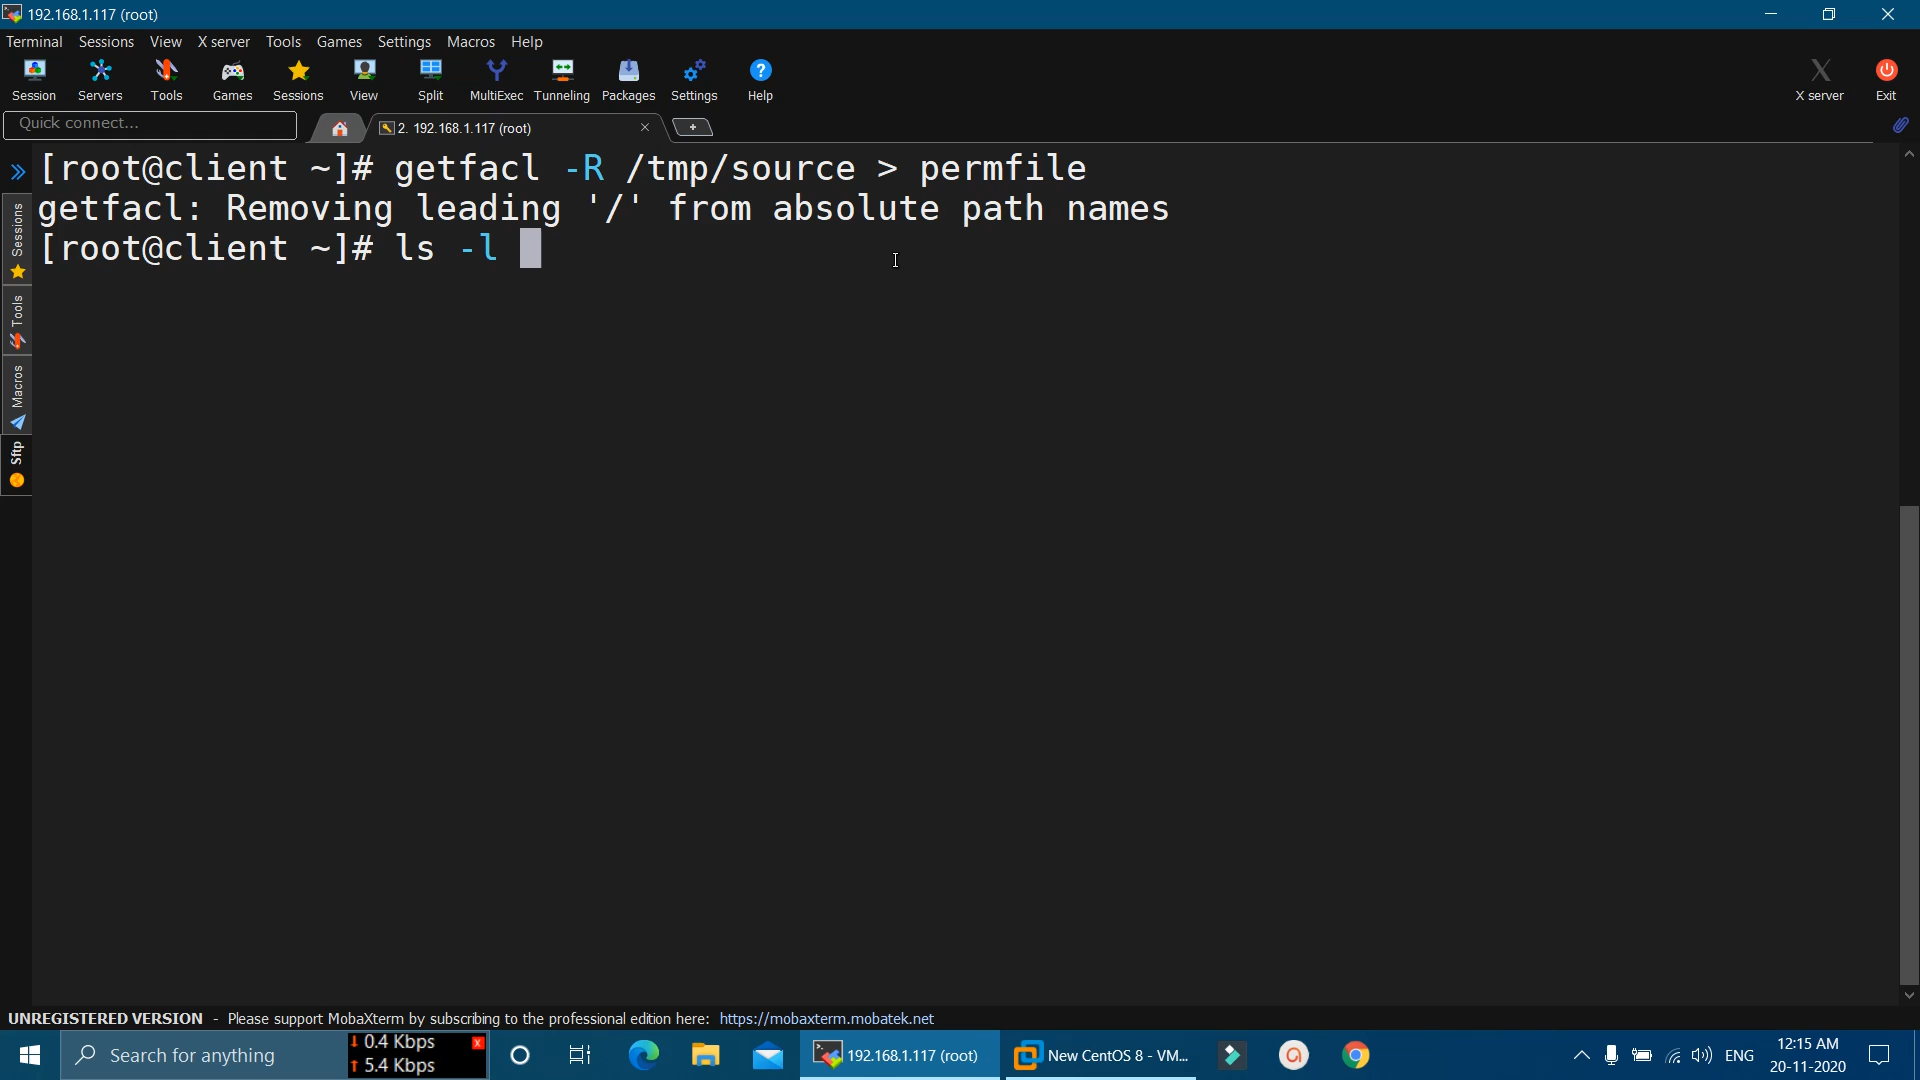 192.168.1.117 (root)
Terminal Sessions View X server Tools Games Settings Macros Help
Session Servers Tools Games Sessions View Split MultiExec Tunneling Packages Settings Help X server Exit
Quick connect...
2. 192.168.1.117 (root)
[root@client ~]# getfacl -R /tmp/source > permfile
getfacl: Removing leading '/' from absolute path names
[root@client ~]# ls -l
Sessions
Tools
Macros
Sftp
UNREGISTERED VERSION - Please support MobaXterm by subscribing to the professional edition here: https://mobaxterm.mobatek.net
Search for anything
0.4 Kbps
5.4 Kbps
192.168.1.117 (root)
New CentOS 8 - VM...
ENG
12:15 AM
20-11-2020